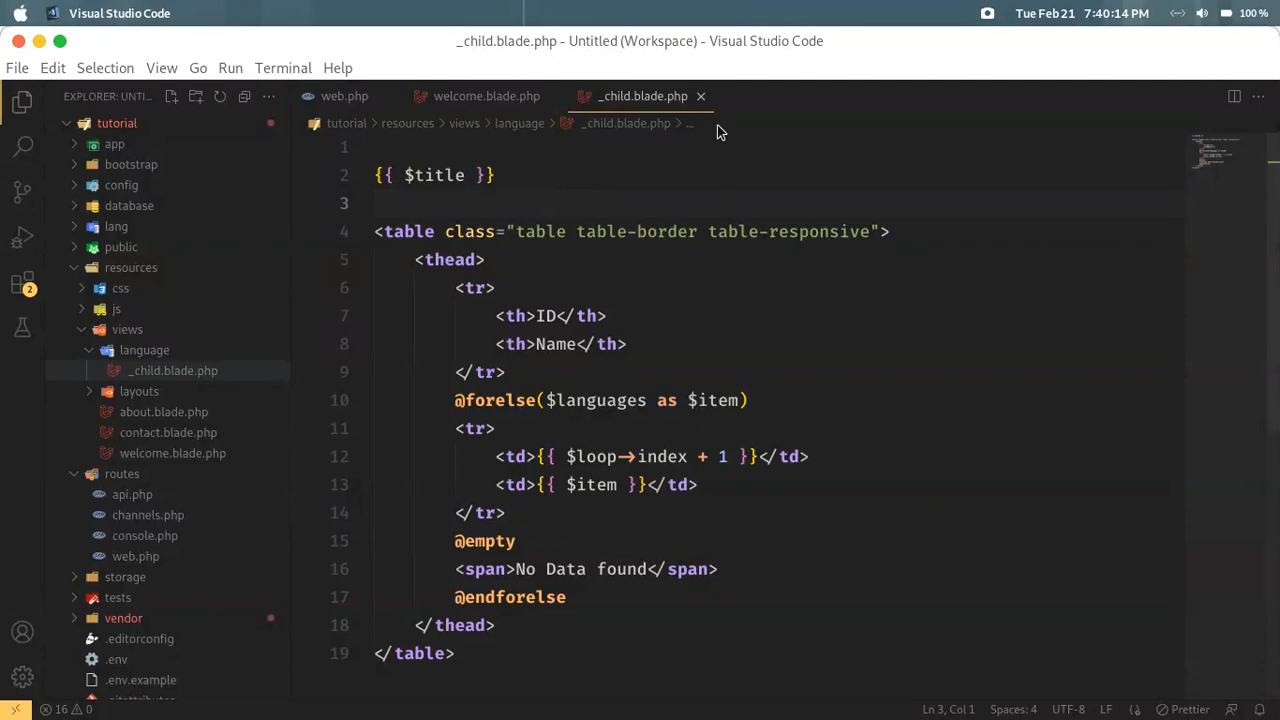 Visual Studio Code
Tue Feb 21 7:40:14 PM
100 %
_child.blade.php - Untitled (Workspace) - Visual Studio Code
File Edit Selection View Go Run Terminal Help
EXPLORER: UNTI...
web.php
welcome.blade.php
_child.blade.php
tutorial > resources > views > language > _child.blade.php > ...
tutorial
app
bootstrap
config
database
lang
public
resources
css
js
views
language
_child.blade.php
layouts
about.blade.php
contact.blade.php
welcome.blade.php
routes
api.php
channels.php
console.php
web.php
storage
tests
vendor
.editorconfig
.env
.env.example
.gitattributes
2
1
2 {{ $title }}
3
4 <table class="table table-border table-responsive">
5 <thead>
6 <tr>
7 <th>ID</th>
8 <th>Name</th>
9 </tr>
10 @forelse($languages as $item)
11 <tr>
12 <td>{{ $loop->index + 1 }}</td>
13 <td>{{ $item }}</td>
14 </tr>
15 @empty
16 <span>No Data found</span>
17 @endforelse
18 </thead>
19 </table>
16 0
Ln 3, Col 1
Spaces: 4
UTF-8
LF
Prettier